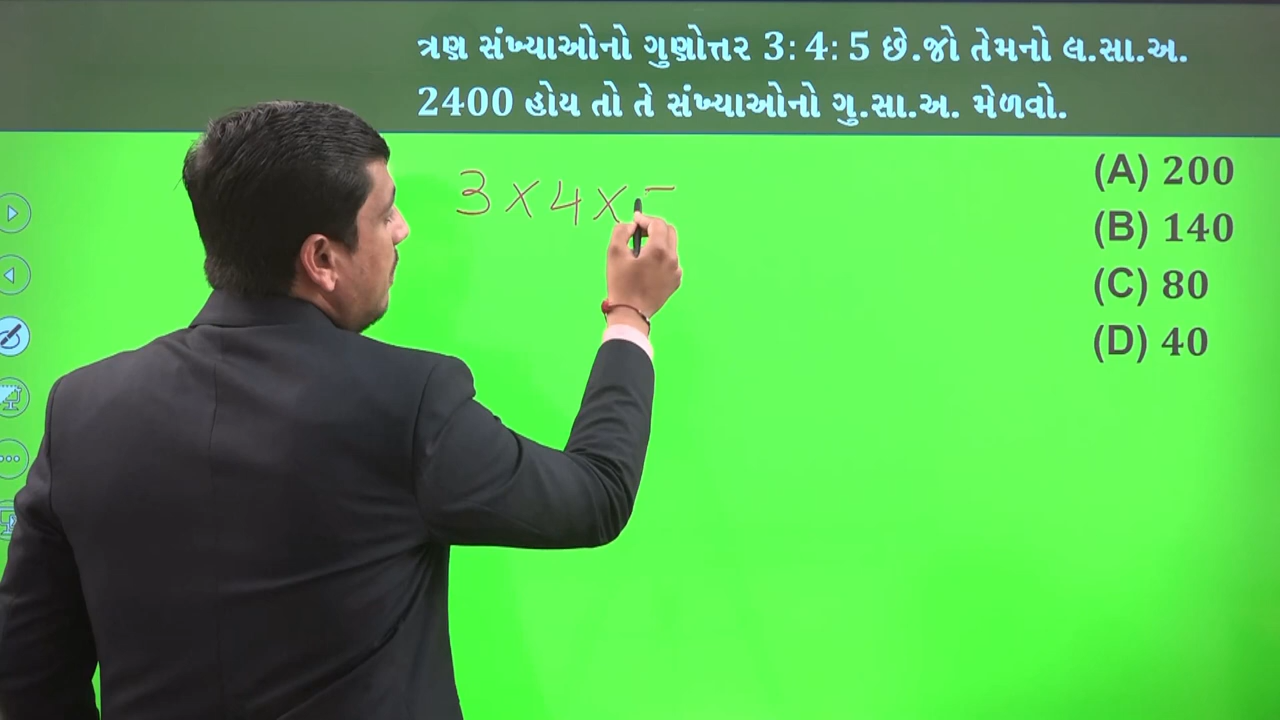 ત્રણ સંખ્યાઓનો ગુણોત્તર 3: 4: 5 છે.જો તેમનો લ.સા.અ.
2400 હોય તો તે સંખ્યાઓનો ગુ.સા.અ. મેળવો.
(A) 200
(B) 140
(C) 80
(D) 40
3 × 4 × 5